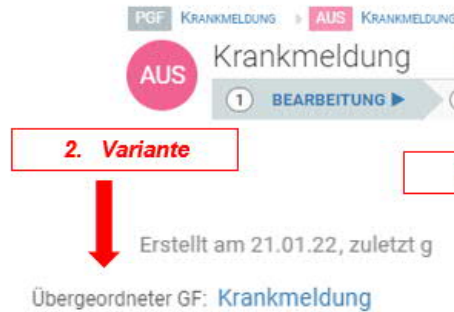 PGF KRANKMELDUNG AUS KRANKMELDUNG
AUS Krankmeldung
1 BEARBEITUNG
2. Variante
Erstellt am 21.01.22, zuletzt g
Übergeordneter GF: Krankmeldung